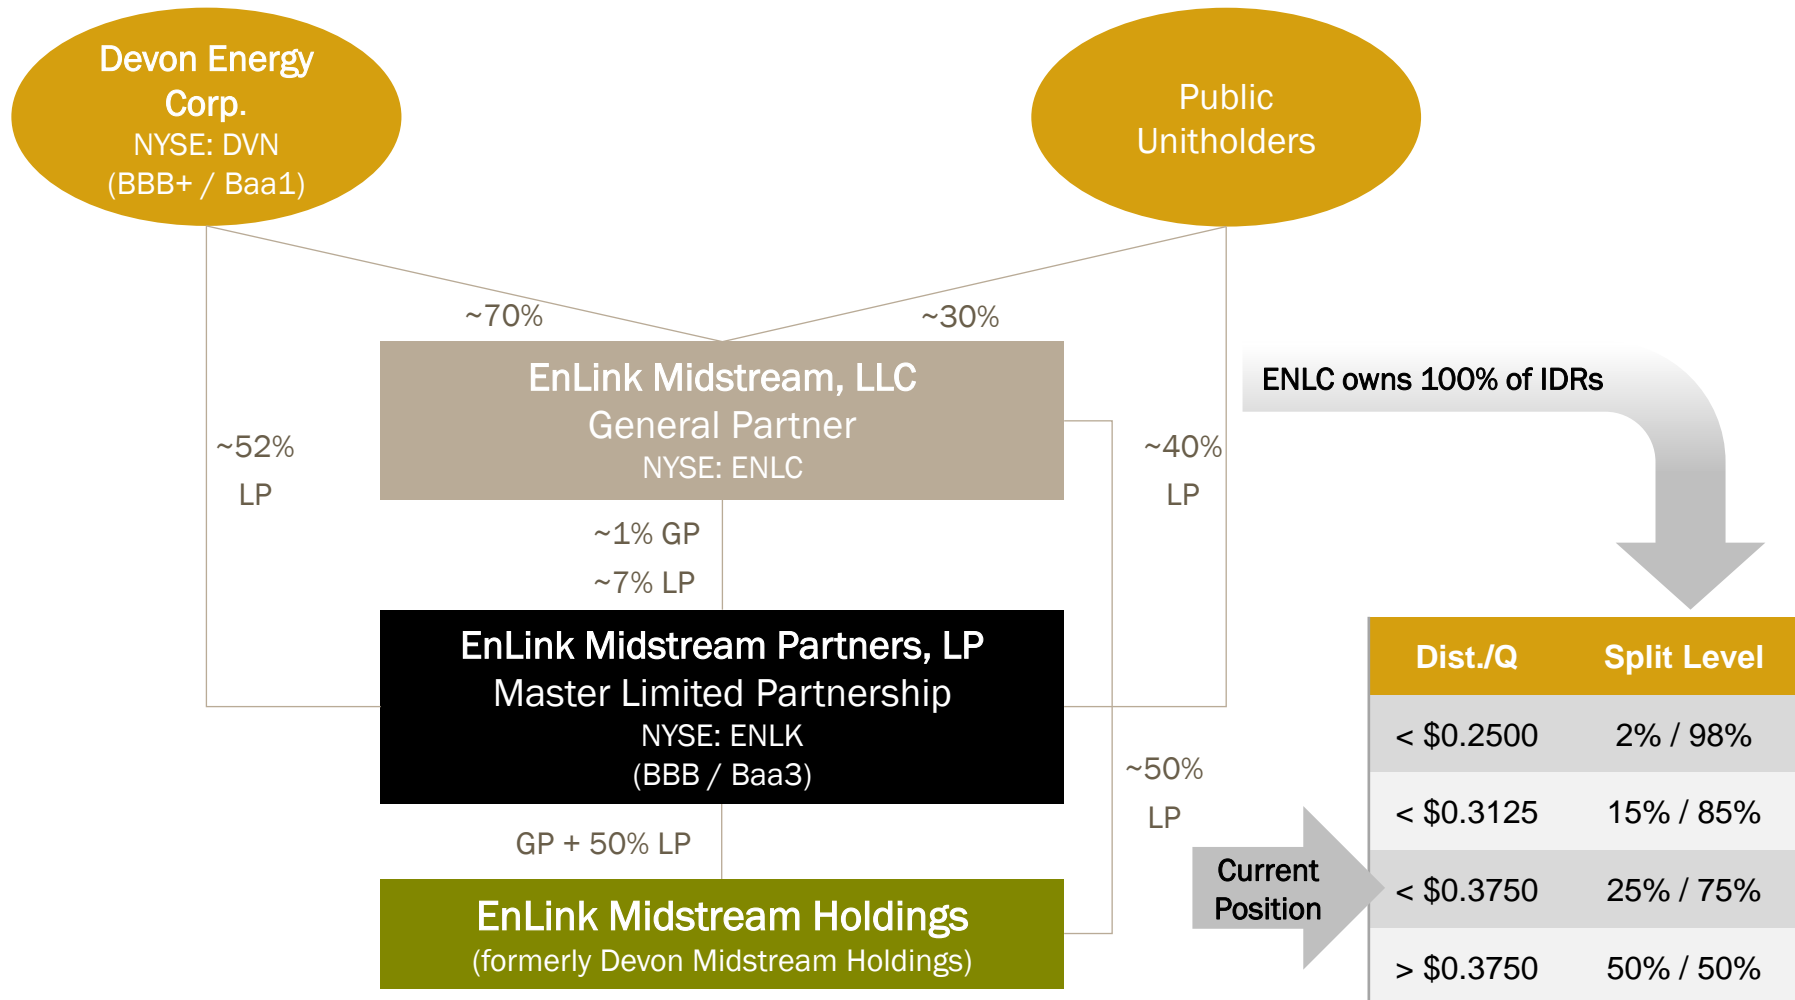 Devon Energy
Corp.
NYSE: DVN
(BBB+ / Baa1)
Public
Unitholders
~70%
~30%
EnLink Midstream, LLC
General Partner
NYSE: ENLC
ENLC owns 100% of IDRs
~52%
LP
~40%
LP
~1% GP
~7% LP
EnLink Midstream Partners, LP
Master Limited Partnership
NYSE: ENLK
(BBB / Baa3)
~50%
LP
GP + 50% LP
EnLink Midstream Holdings
(formerly Devon Midstream Holdings)
Current
Position
Dist./Q Split Level
< $0.2500 2% / 98%
< $0.3125 15% / 85%
< $0.3750 25% / 75%
> $0.3750 50% / 50%